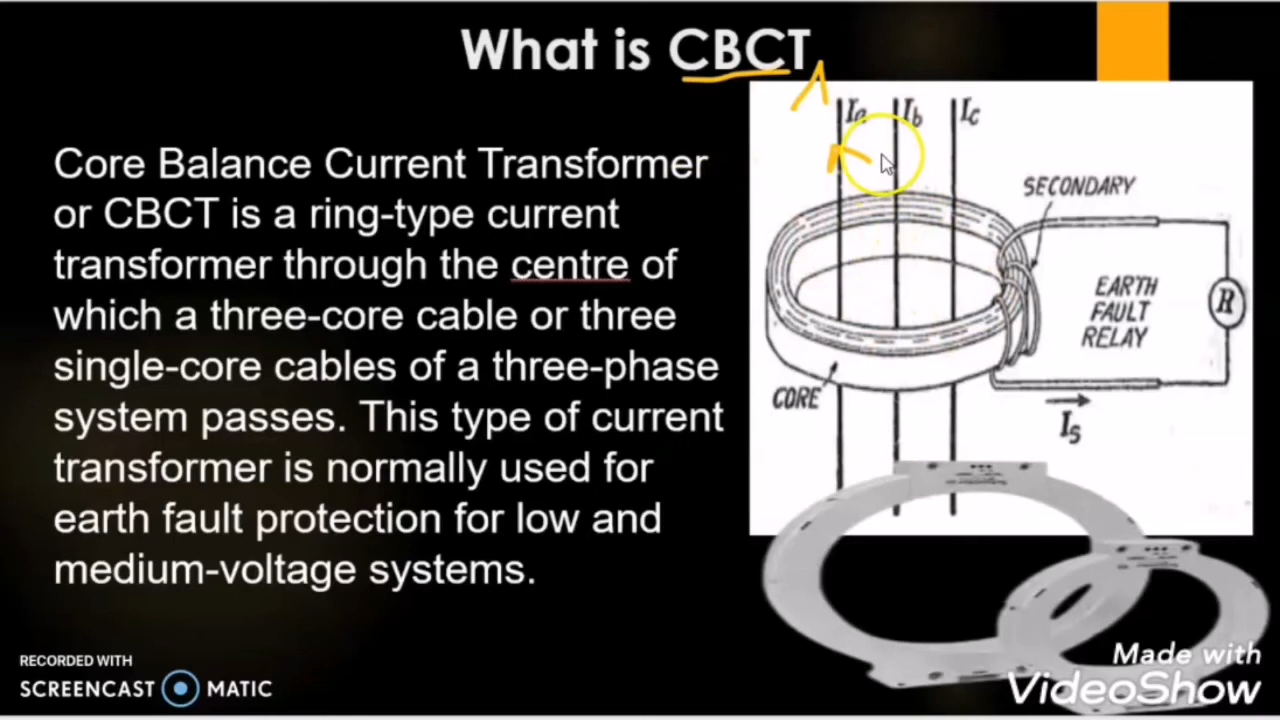 What is CBCT
Core Balance Current Transformer
or CBCT is a ring-type current
transformer through the centre of
which a three-core cable or three
single-core cables of a three-phase
system passes. This type of current
transformer is normally used for
earth fault protection for low and
medium-voltage systems.
Ia Ib Ic
SECONDARY
EARTH
FAULT
RELAY
R
CORE
Is
RECORDED WITH
SCREENCAST MATIC
Made with
VideoShow